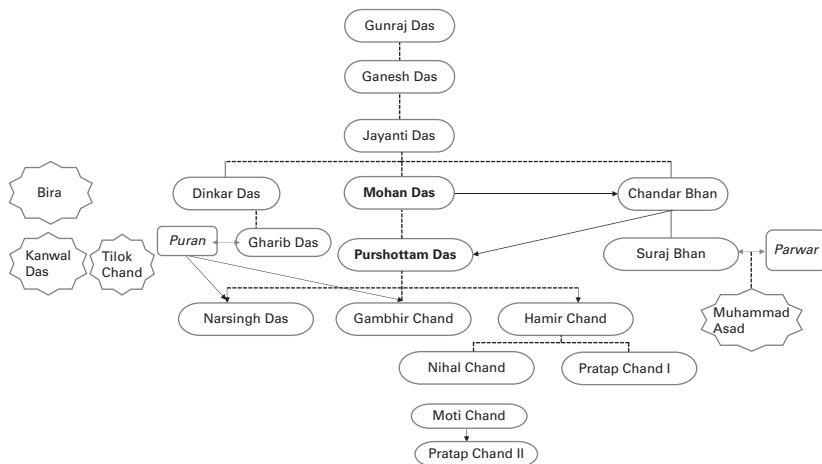 Gunraj Das
Ganesh Das
Jayanti Das
Bira
Dinkar Das
Mohan Das
Chandar Bhan
Kanwal
Das
Tilok
Chand
Puran
Gharib Das
Purshottam Das
Suraj Bhan
Parwar
Narsingh Das
Gambhir Chand
Hamir Chand
Muhammad
Asad
Nihal Chand
Pratap Chand I
Moti Chand
Pratap Chand II